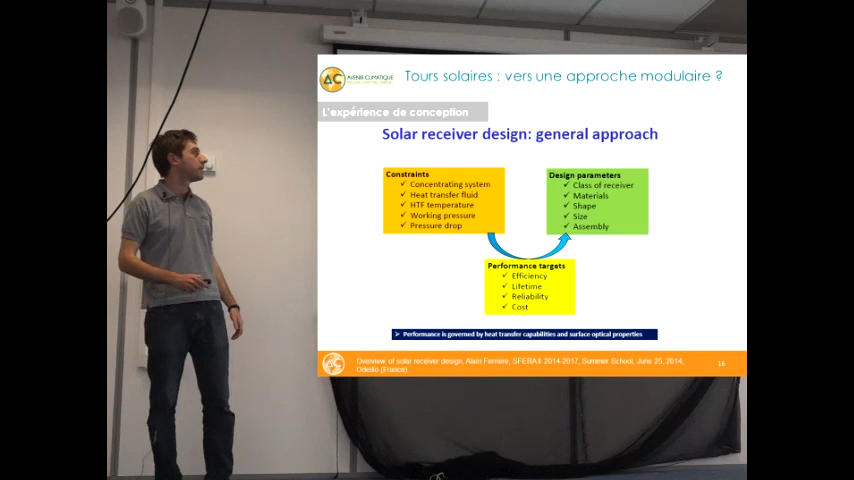 AC AVENIR CLIMATIQUE
Tours solaires : vers une approche modulaire ?
L'expérience de conception
Solar receiver design: general approach
Constraints
✓ Concentrating system
✓ Heat transfer fluid
✓ HTF temperature
✓ Working pressure
✓ Pressure drop
Design parameters
✓ Class of receiver
✓ Materials
✓ Shape
✓ Size
✓ Assembly
Performance targets
✓ Efficiency
✓ Lifetime
✓ Reliability
✓ Cost
➢ Performance is governed by heat transfer capabilities and surface optical properties
AC
Overview of solar receiver design, Alain Ferriere, SFERA II 2014-2017, Summer School, June 25, 2014,
Odeillo (France)
16